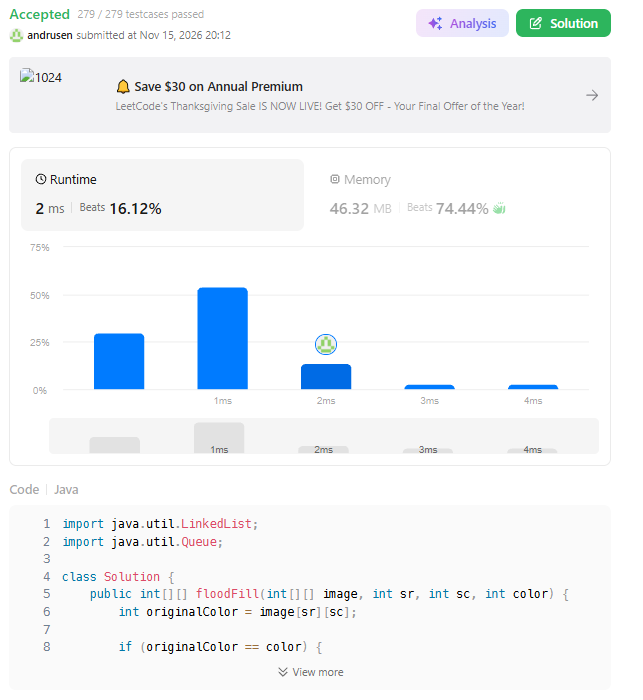 Accepted 279 / 279 testcases passed
andrusen submitted at Nov 15, 2026 20:12
Analysis
Solution
1024
Save $30 on Annual Premium
LeetCode's Thanksgiving Sale IS NOW LIVE! Get $30 OFF - Your Final Offer of the Year!
Runtime
2 ms | Beats 16.12%
Memory
46.32 MB | Beats 74.44%
75%
50%
25%
0%
1ms 2ms 3ms 4ms
1ms 2ms 3ms 4ms
Code | Java
1 import java.util.LinkedList;
2 import java.util.Queue;
3
4 class Solution {
5 public int[][] floodFill(int[][] image, int sr, int sc, int color) {
6 int originalColor = image[sr][sc];
7
8 if (originalColor == color) {
View more